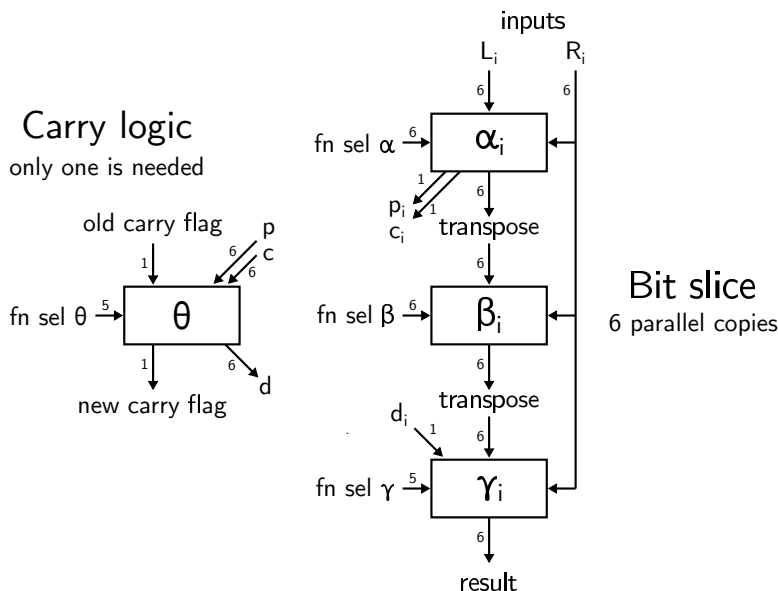 inputs
Lᵢ Rᵢ
6 6
Carry logic
only one is needed
fn sel α 6 αᵢ
1 1 6
pᵢ
cᵢ
transpose
old carry flag p
c
1 6 6 6
fn sel θ 5 θ
fn sel β 6 βᵢ
Bit slice
6 parallel copies
1 6 6
d
new carry flag
transpose
dᵢ
1 6
fn sel γ 5 γᵢ
6
result